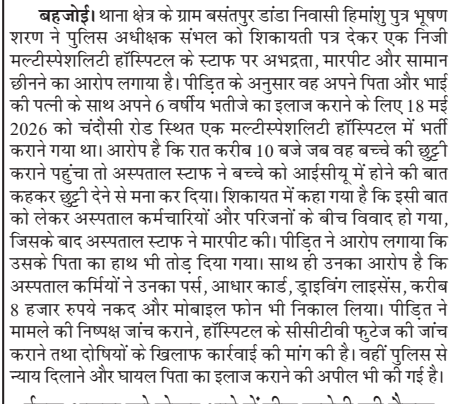 बहजोई। थाना क्षेत्र के ग्राम बसंतपुर डांडा निवासी हिमांशु पुत्र भूषण
शरण ने पुलिस अधीक्षक संभल को शिकायती पत्र देकर एक निजी
मल्टीस्पेशलिटी हॉस्पिटल के स्टाफ पर अभद्रता, मारपीट और सामान
छीनने का आरोप लगाया है। पीड़ित के अनुसार वह अपने पिता और भाई
की पत्नी के साथ अपने 6 वर्षीय भतीजे का इलाज कराने के लिए 18 मई
2026 को चंदौसी रोड स्थित एक मल्टीस्पेशलिटी हॉस्पिटल में भर्ती
कराने गया था। आरोप है कि रात करीब 10 बजे जब वह बच्चे की छुट्टी
कराने पहुंचा तो अस्पताल स्टाफ ने बच्चे को आईसीयू में होने की बात
कहकर छुट्टी देने से मना कर दिया। शिकायत में कहा गया है कि इसी बात
को लेकर अस्पताल कर्मचारियों और परिजनों के बीच विवाद हो गया,
जिसके बाद अस्पताल स्टाफ ने मारपीट की। पीड़ित ने आरोप लगाया कि
उसके पिता का हाथ भी तोड़ दिया गया। साथ ही उनका आरोप है कि
अस्पताल कर्मियों ने उनका पर्स, आधार कार्ड, ड्राइविंग लाइसेंस, करीब
8 हजार रुपये नकद और मोबाइल फोन भी निकाल लिया। पीड़ित ने
मामले की निष्पक्ष जांच कराने, हॉस्पिटल के सीसीटीवी फुटेज की जांच
कराने तथा दोषियों के खिलाफ कार्रवाई की मांग की है। वहीं पुलिस से
न्याय दिलाने और घायल पिता का इलाज कराने की अपील भी की गई है।